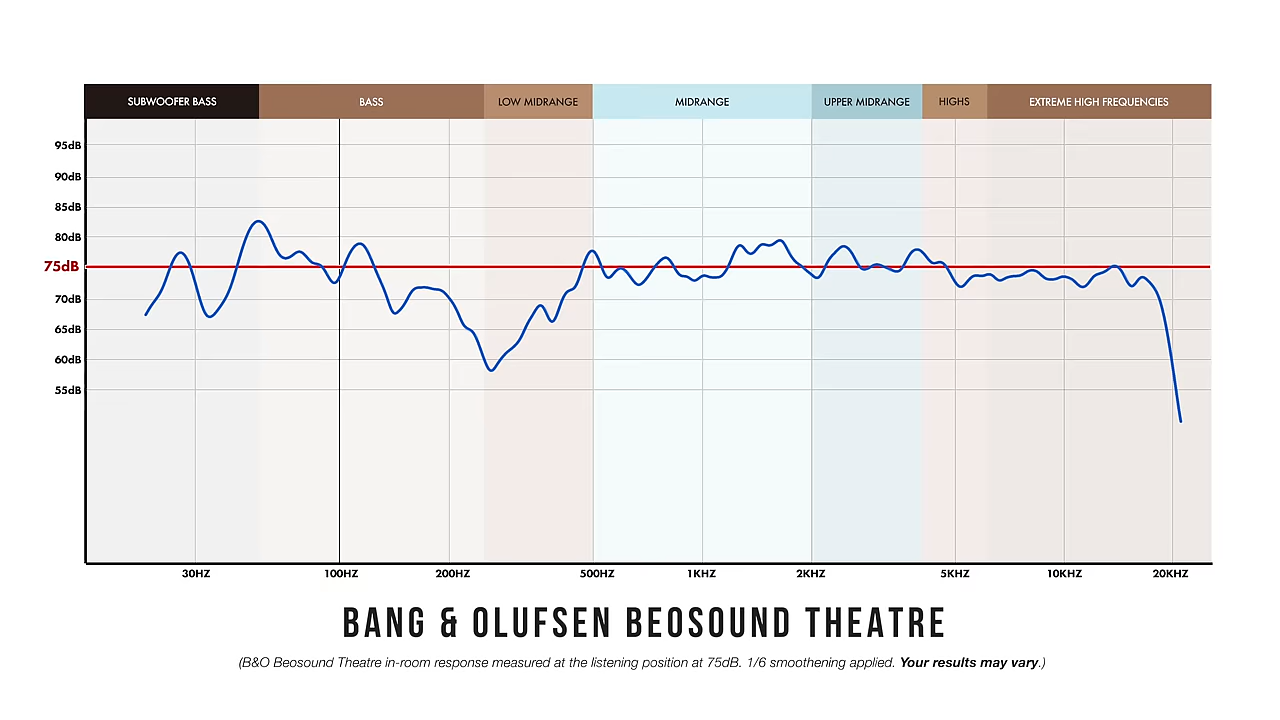 SUBWOOFER BASS BASS LOW MIDRANGE MIDRANGE UPPER MIDRANGE HIGHS EXTREME HIGH FREQUENCIES
95dB
90dB
85dB
80dB
75dB
70dB
65dB
60dB
55dB
30HZ 100HZ 200HZ 500HZ 1KHZ 2KHZ 5KHZ 10KHZ 20KHZ
BANG & OLUFSEN BEOSOUND THEATRE
(B&O Beosound Theatre in-room response measured at the listening position at 75dB. 1/6 smoothening applied. Your results may vary.)